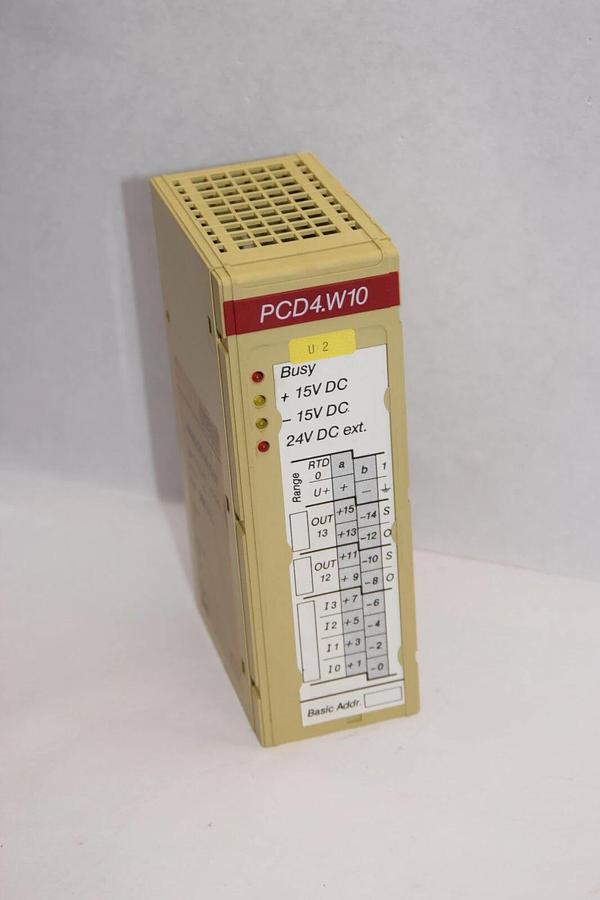 PCD4.W10
U 2
Busy
+ 15V DC
– 15V DC
24V DC ext.
Range
RTD 0 a b 1
U+ + –
OUT 13 +15 –14 S
+13 –12 O
OUT 12 +11 –10 S
+ 9 –8 O
I3 +7 –6
I2 +5 –4
I1 +3 –2
I0 +1 –0
Basic Addr.